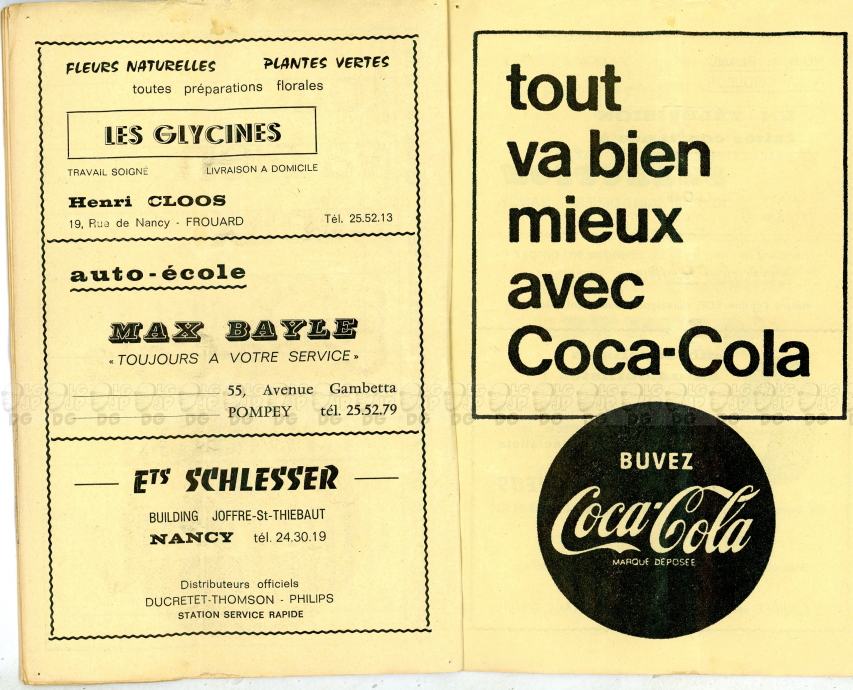 FLEURS NATURELLES PLANTES VERTES
toutes préparations florales
LES GLYCINES
TRAVAIL SOIGNÉ LIVRAISON A DOMICILE
Henri CLOOS
19, Rue de Nancy - FROUARD Tél. 25.52.13
auto-école
MAX BAYLE
« TOUJOURS A VOTRE SERVICE »
55, Avenue Gambetta
POMPEY tél. 25.52.79
ETS SCHLESSER
BUILDING JOFFRE-St-THIEBAUT
NANCY tél. 24.30.19
Distributeurs officiels
DUCRETET-THOMSON - PHILIPS
STATION SERVICE RAPIDE
tout
va bien
mieux
avec
Coca-Cola
BUVEZ
Coca-Cola
MARQUE DÉPOSÉE